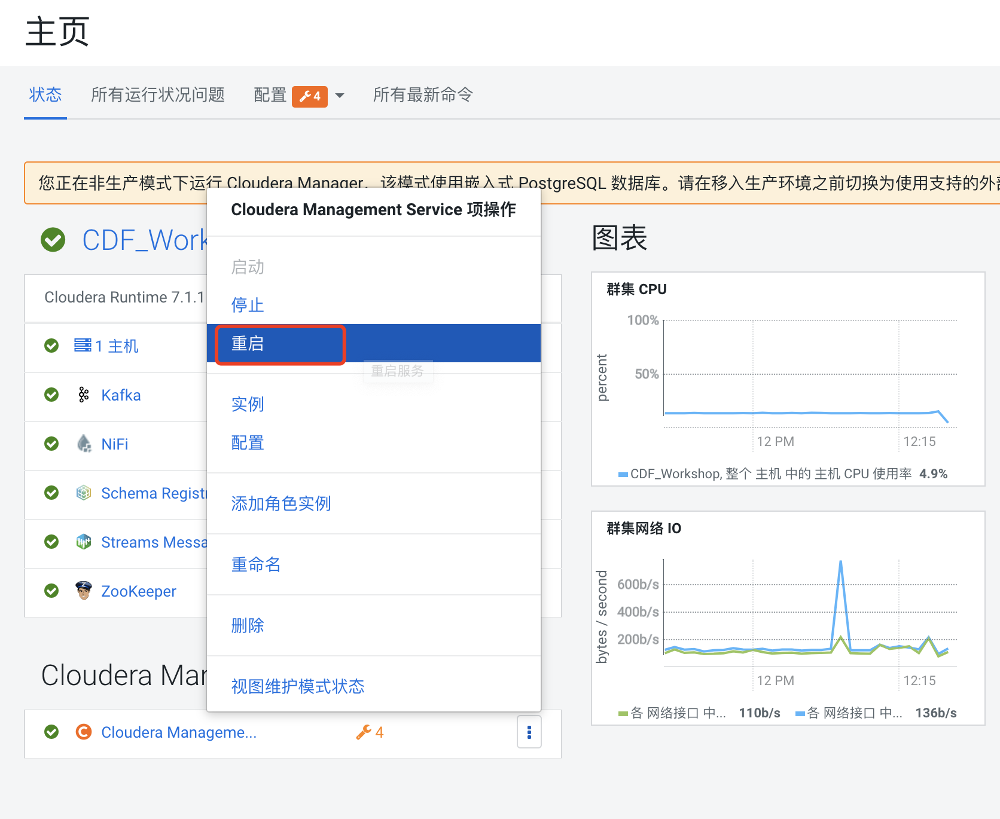 主页
状态
所有运行状况问题
配置
4
所有最新命令
您正在非生产模式下运行 Cloudera Manager。该模式使用嵌入式 PostgreSQL 数据库。请在移入生产环境之前切换为使用支持的外
CDF_Work
Cloudera Runtime 7.1.1
1 主机
Kafka
NiFi
Schema Regist
Streams Messa
ZooKeeper
Cloudera Man
Cloudera Manageme...
4
Cloudera Management Service 项操作
启动
停止
重启
重启服务
实例
配置
添加角色实例
重命名
删除
视图维护模式状态
图表
群集 CPU
percent
100%
50%
12 PM
12:15
CDF_Workshop, 整个 主机 中的 主机 CPU 使用率 4.9%
群集网络 IO
bytes / second
600b/s
400b/s
200b/s
12 PM
12:15
各 网络接口 中... 110b/s
各 网络接口 中... 136b/s